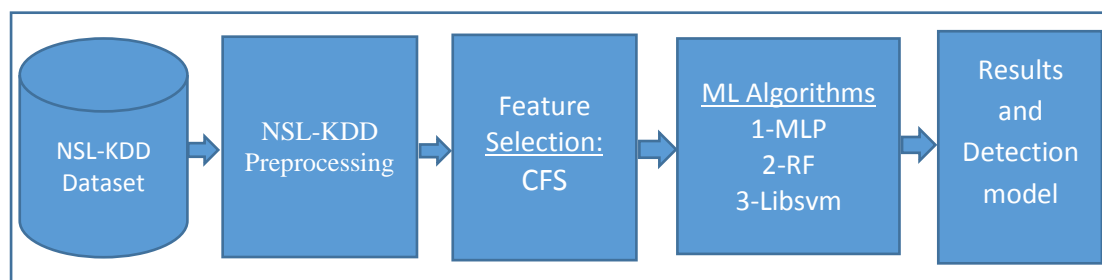 NSL-KDD
Dataset
NSL-KDD
Preprocessing
Feature
Selection:
CFS
ML Algorithms
1-MLP
2-RF
3-Libsvm
Results
and
Detection
model